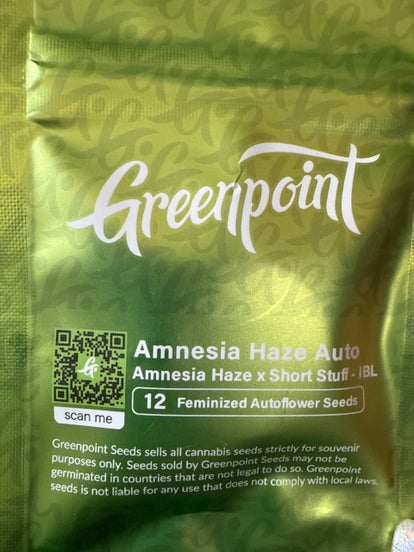 Greenpoint
Amnesia Haze Auto
Amnesia Haze x Short Stuff - IBL
12 Feminized Autoflower Seeds
scan me
Greenpoint Seeds sells all cannabis seeds strictly for souvenir
purposes only. Seeds sold by Greenpoint Seeds may not be
germinated in countries that are not legal to do so. Greenpoint
seeds is not liable for any use that does not comply with local laws.